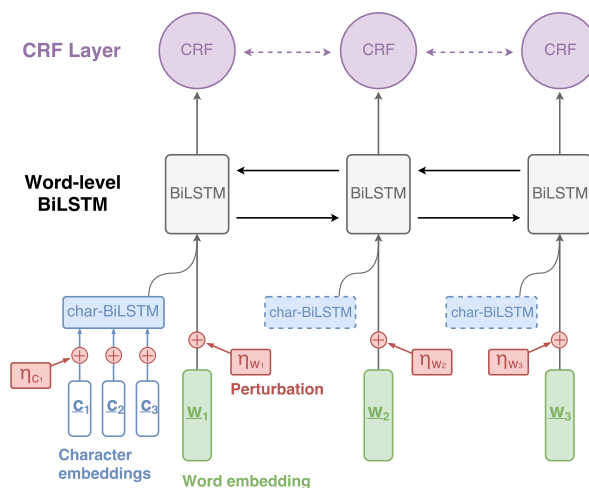 CRF Layer
CRF
CRF
CRF
Word-level
BiLSTM
BiLSTM
BiLSTM
BiLSTM
char-BiLSTM
char-BiLSTM
char-BiLSTM
ηc₁
ηw₁
ηw₂
ηw₃
Perturbation
c₁
c₂
c₃
w₁
w₂
w₃
Character
embeddings
Word embedding